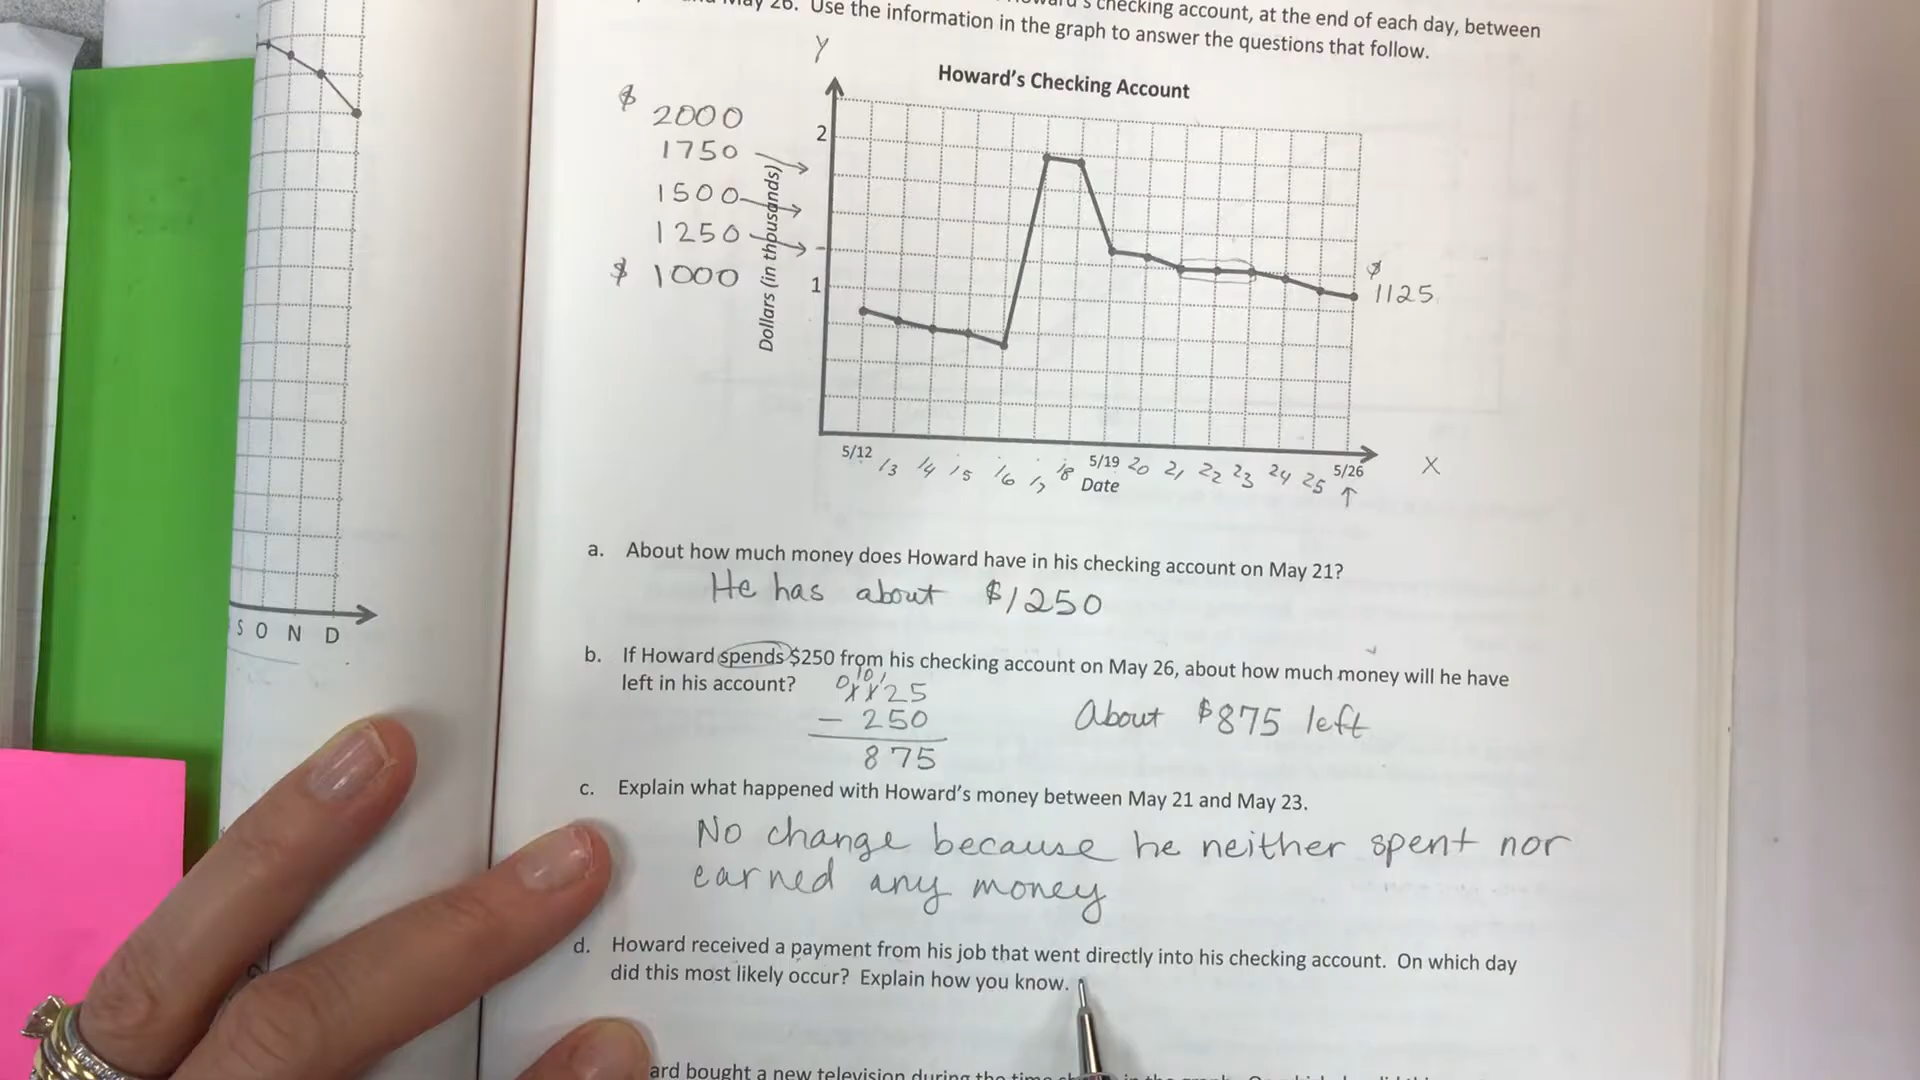 checking account, at the end of each day, between
May 26. Use the information in the graph to answer the questions that follow.
Y
Howard's Checking Account
$ 2000
1750
1500
1250
$ 1000
Dollars (in thousands)
2
1
$
1125
5/12 13 14 15 16 17 18 5/19 20 21 22 23 24 25 5/26
X
Date
S O N D
a. About how much money does Howard have in his checking account on May 21?
He has about $1250
b. If Howard spends $250 from his checking account on May 26, about how much money will he have
left in his account?
0 10 1
1125
- 250
875
About $875 left
c. Explain what happened with Howard's money between May 21 and May 23.
No change because he neither spent nor
earned any money
d. Howard received a payment from his job that went directly into his checking account. On which day
did this most likely occur? Explain how you know.
bought a new television during the time